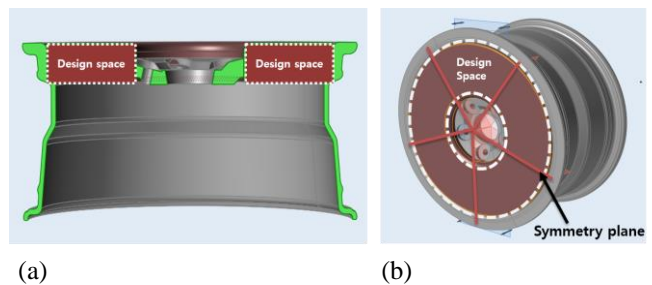 Design space
Design space
Design
Space
Symmetry plane
(a)
(b)